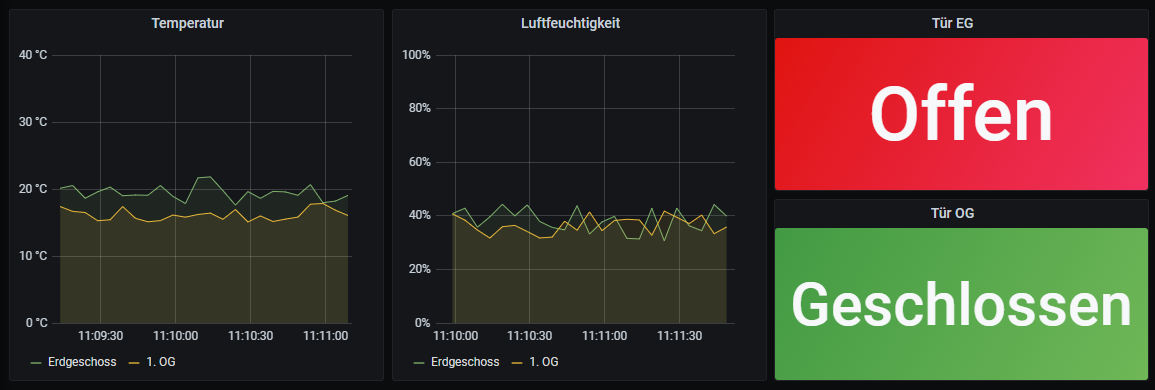 Temperatur
40 °C
30 °C
20 °C
10 °C
0 °C
11:09:30 11:10:00 11:10:30 11:11:00
Erdgeschoss 1. OG
Luftfeuchtigkeit
100%
80%
60%
40%
20%
0%
11:10:00 11:10:30 11:11:00 11:11:30
Erdgeschoss 1. OG
Tür EG
Offen
Tür OG
Geschlossen